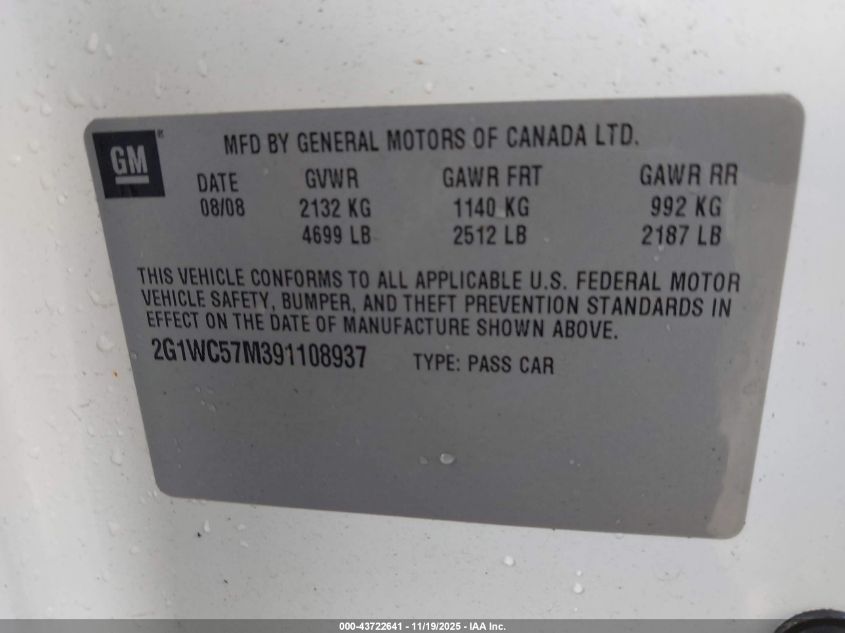 GM
MFD BY GENERAL MOTORS OF CANADA LTD.
DATE GVWR GAWR FRT GAWR RR
08/08 2132 KG 1140 KG 992 KG
4699 LB 2512 LB 2187 LB
THIS VEHICLE CONFORMS TO ALL APPLICABLE U.S. FEDERAL MOTOR
VEHICLE SAFETY, BUMPER, AND THEFT PREVENTION STANDARDS IN
EFFECT ON THE DATE OF MANUFACTURE SHOWN ABOVE.
2G1WC57M391108937 TYPE: PASS CAR
000-43722641 - 11/19/2025 - IAA Inc.